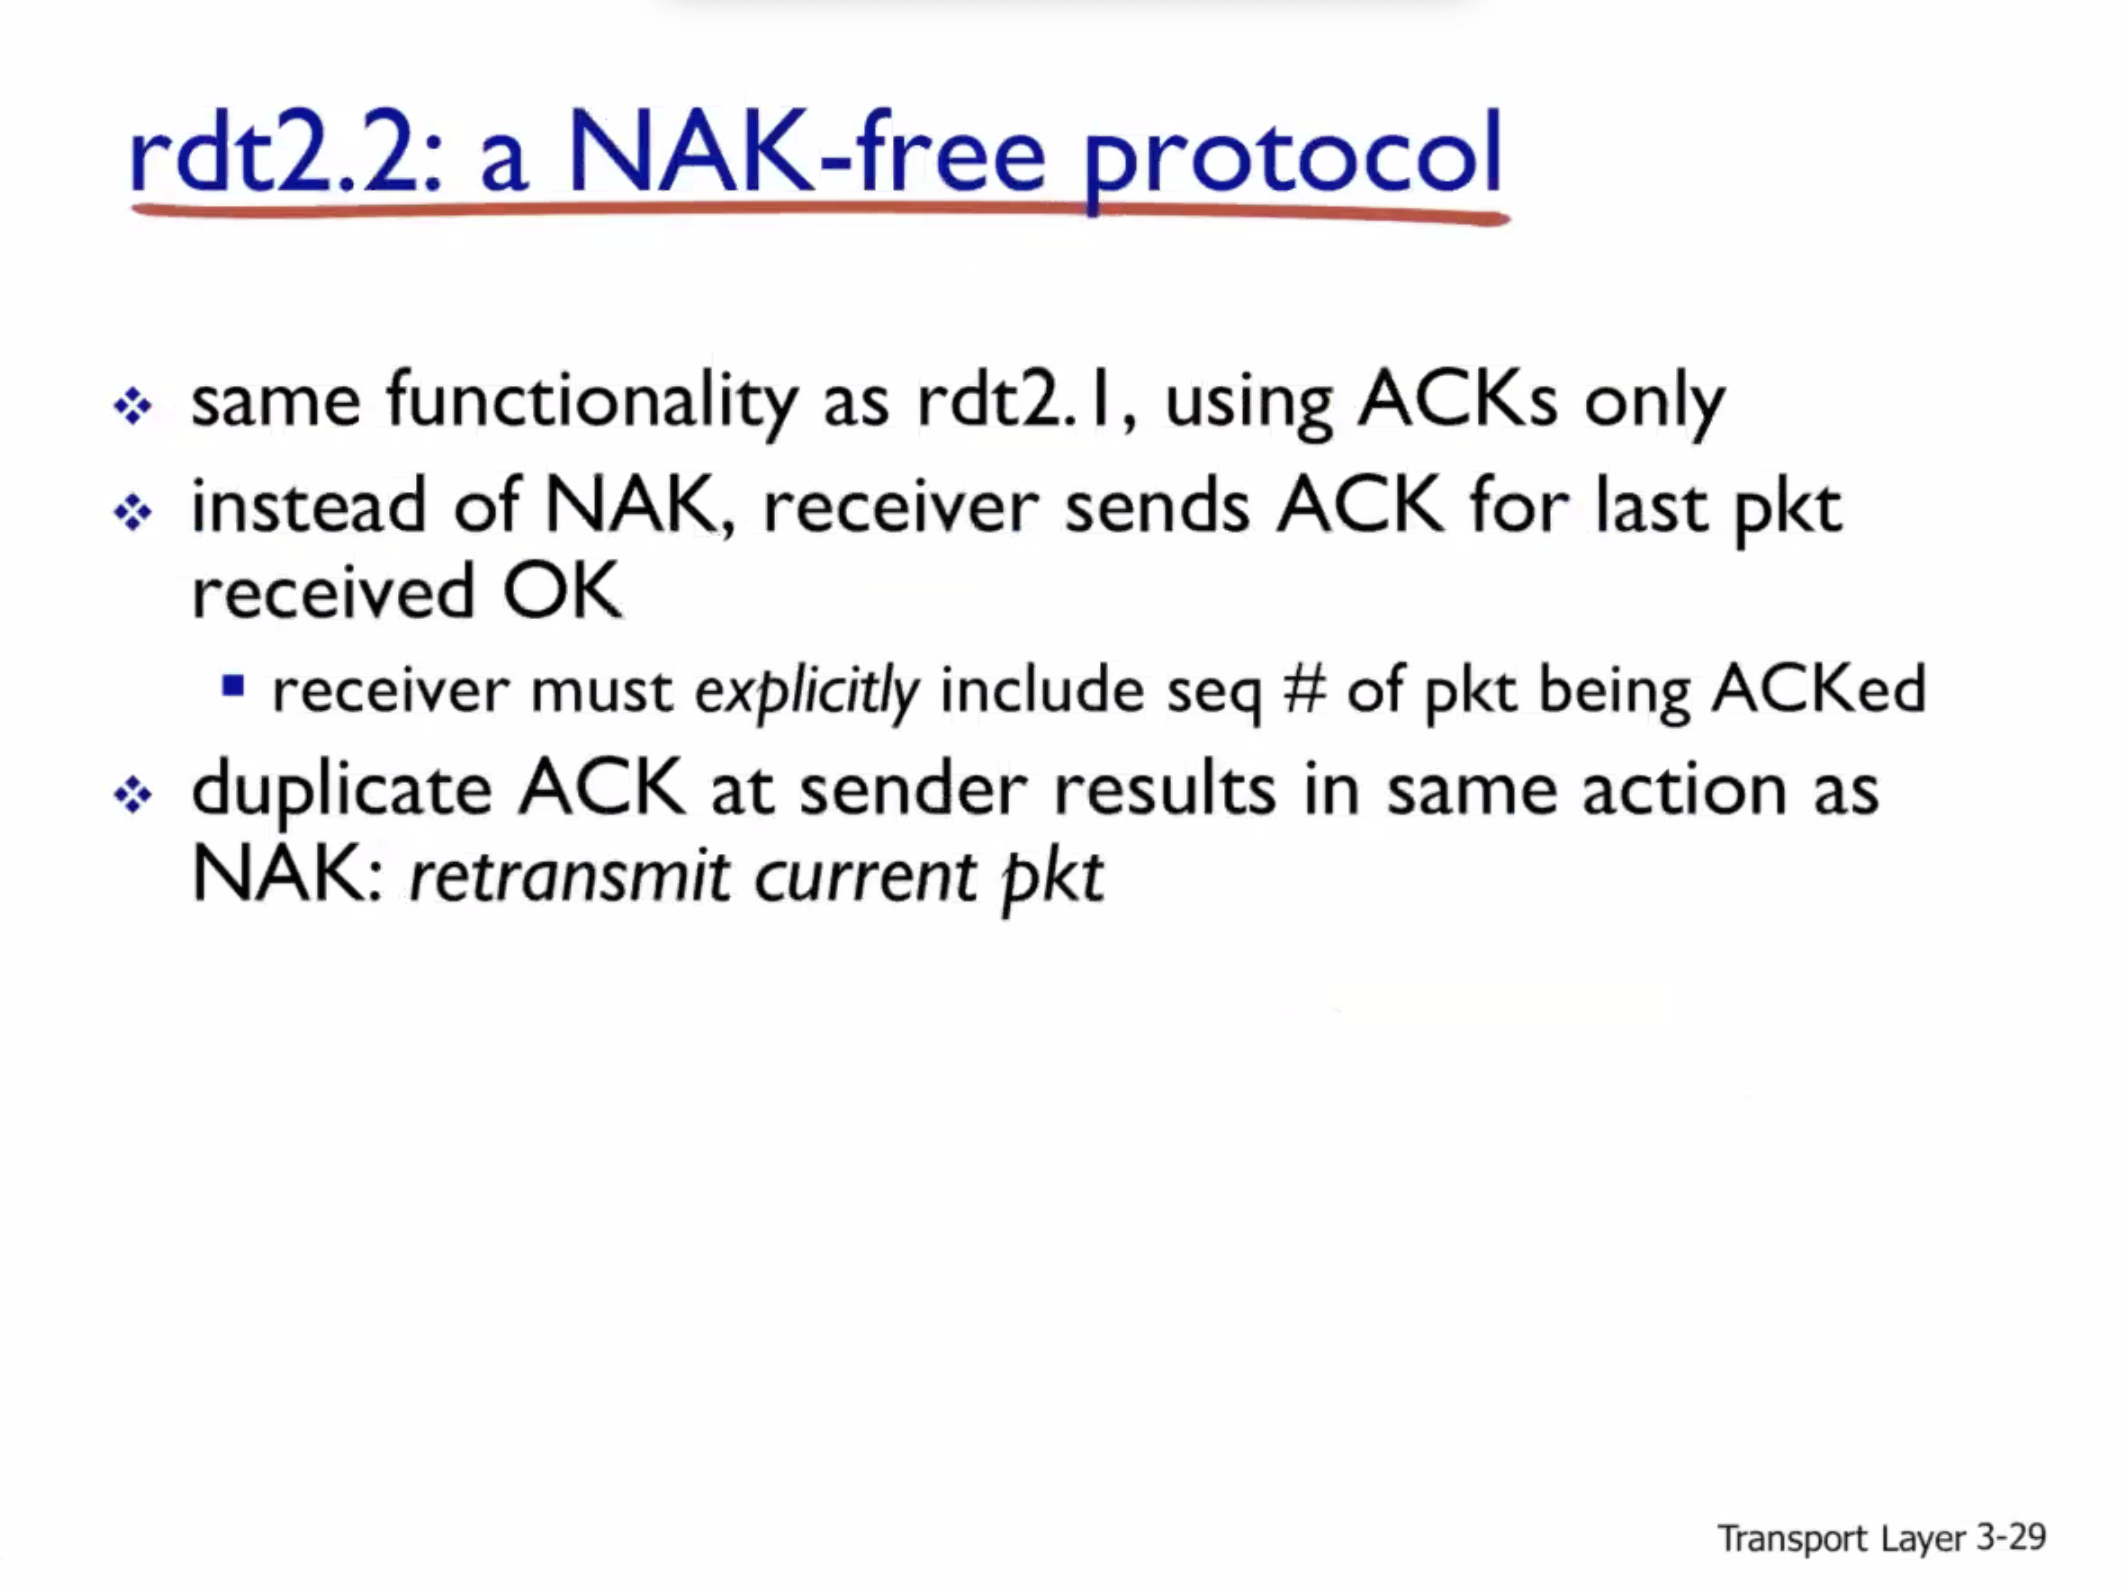 rdt2.2: a NAK-free protocol
same functionality as rdt2.1, using ACKs only
instead of NAK, receiver sends ACK for last pkt
received OK
receiver must explicitly include seq # of pkt being ACKed
duplicate ACK at sender results in same action as
NAK: retransmit current pkt
Transport Layer 3-29